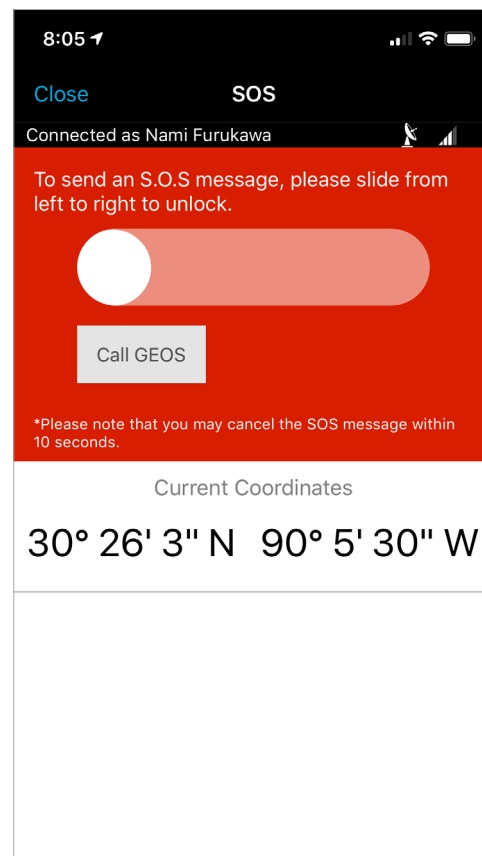 8:05
Close SOS
Connected as Nami Furukawa
To send an S.O.S message, please slide from
left to right to unlock.
Call GEOS
*Please note that you may cancel the SOS message within
10 seconds.
Current Coordinates
30° 26' 3" N 90° 5' 30" W